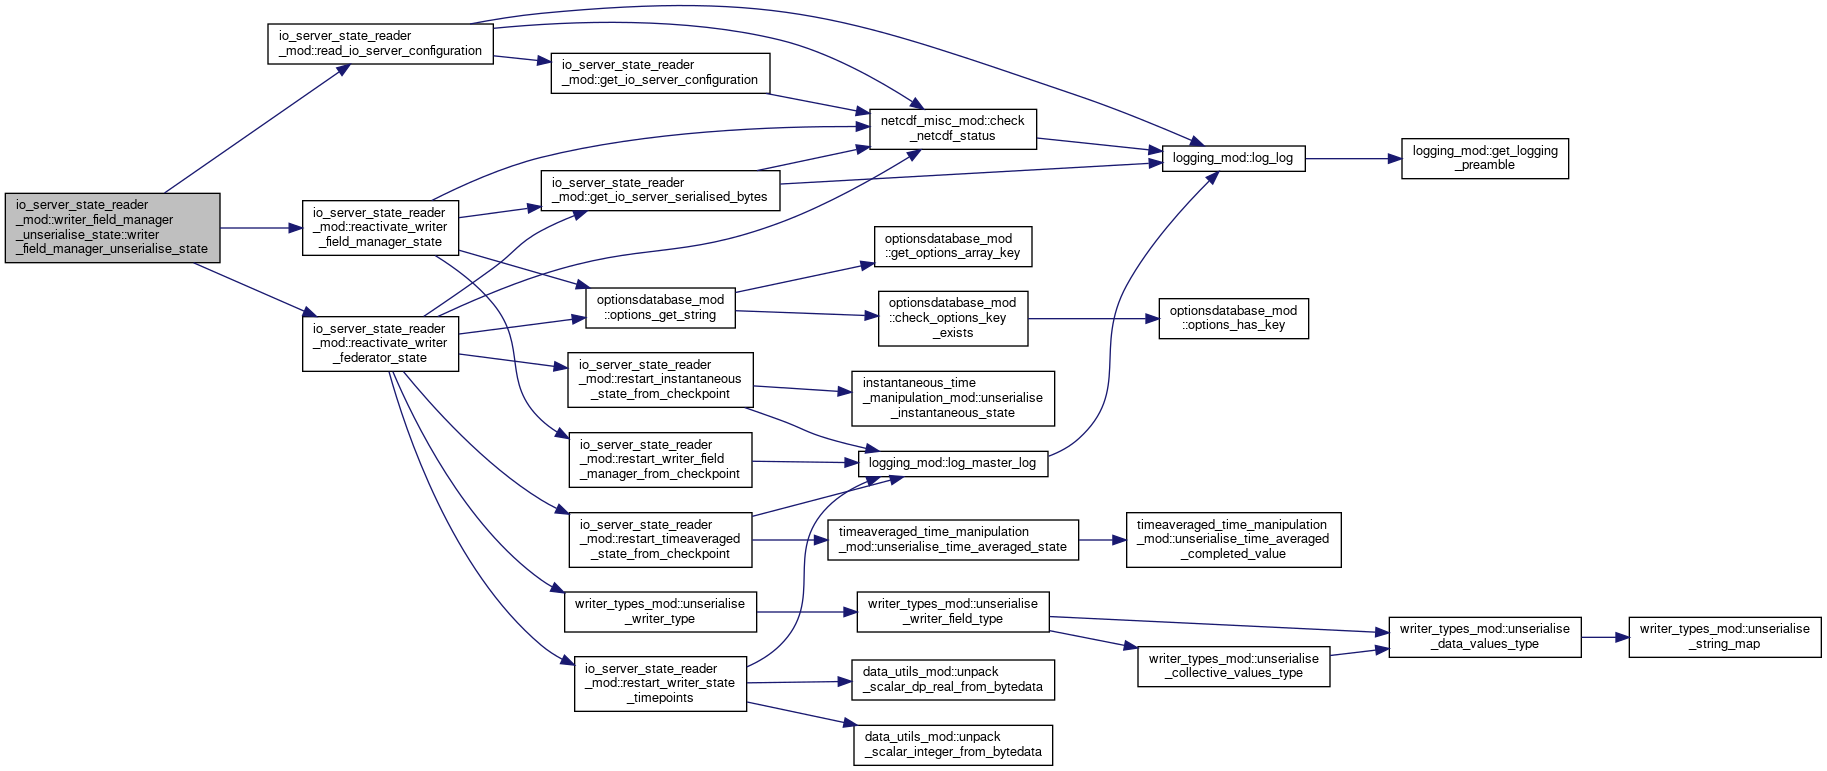 io_server_state_reader
_mod::writer_field_manager
_unserialise_state::writer
_field_manager_unserialise_state
io_server_state_reader
_mod::read_io_server_configuration
io_server_state_reader
_mod::reactivate_writer
_field_manager_state
io_server_state_reader
_mod::reactivate_writer
_federator_state
io_server_state_reader
_mod::get_io_server_configuration
io_server_state_reader
_mod::get_io_server_serialised_bytes
optionsdatabase_mod
::options_get_string
io_server_state_reader
_mod::restart_instantaneous
_state_from_checkpoint
io_server_state_reader
_mod::restart_writer_field
_manager_from_checkpoint
io_server_state_reader
_mod::restart_timeaveraged
_state_from_checkpoint
writer_types_mod::unserialise
_writer_type
io_server_state_reader
_mod::restart_writer_state
_timepoints
netcdf_misc_mod::check
_netcdf_status
optionsdatabase_mod
::get_options_array_key
optionsdatabase_mod
::check_options_key
_exists
instantaneous_time
_manipulation_mod::unserialise
_instantaneous_state
logging_mod::log_master_log
timeaveraged_time_manipulation
_mod::unserialise_time_averaged_state
writer_types_mod::unserialise
_writer_field_type
data_utils_mod::unpack
_scalar_dp_real_from_bytedata
data_utils_mod::unpack
_scalar_integer_from_bytedata
logging_mod::log_log
optionsdatabase_mod
::options_has_key
timeaveraged_time_manipulation
_mod::unserialise_time_averaged
_completed_value
writer_types_mod::unserialise
_collective_values_type
logging_mod::get_logging
_preamble
writer_types_mod::unserialise
_data_values_type
writer_types_mod::unserialise
_string_map